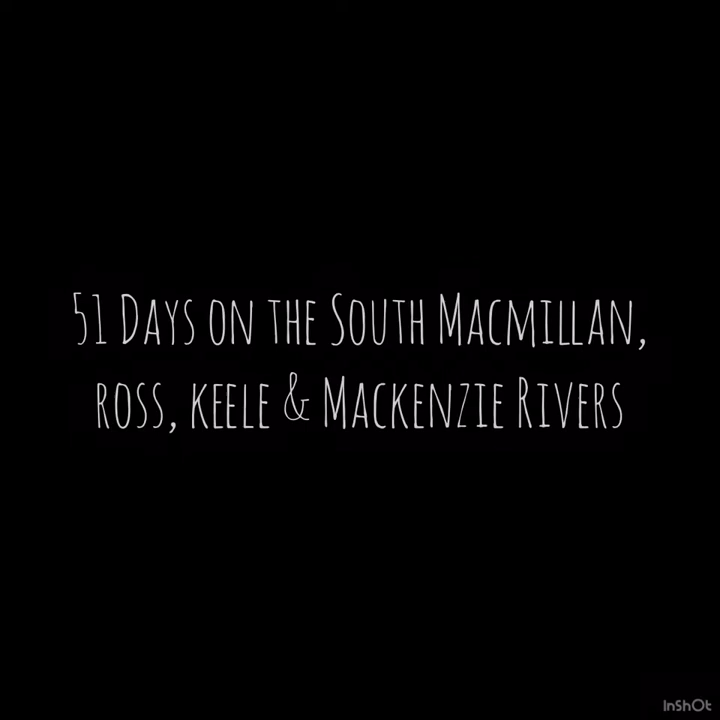 51 Days on the South Macmillan,
Ross, Keele & Mackenzie Rivers
InShOt